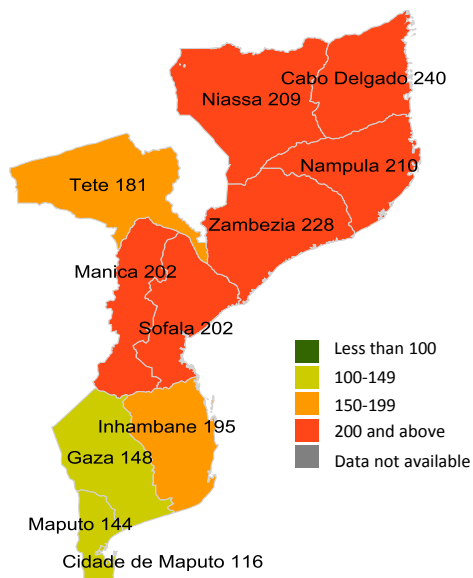 Cabo Delgado 240
Niassa 209
Nampula 210
Tete 181
Zambezia 228
Manica 202
Sofala 202
Less than 100
100-149
150-199
200 and above
Data not available
Inhambane 195
Gaza 148
Maputo 144
Cidade de Maputo 116